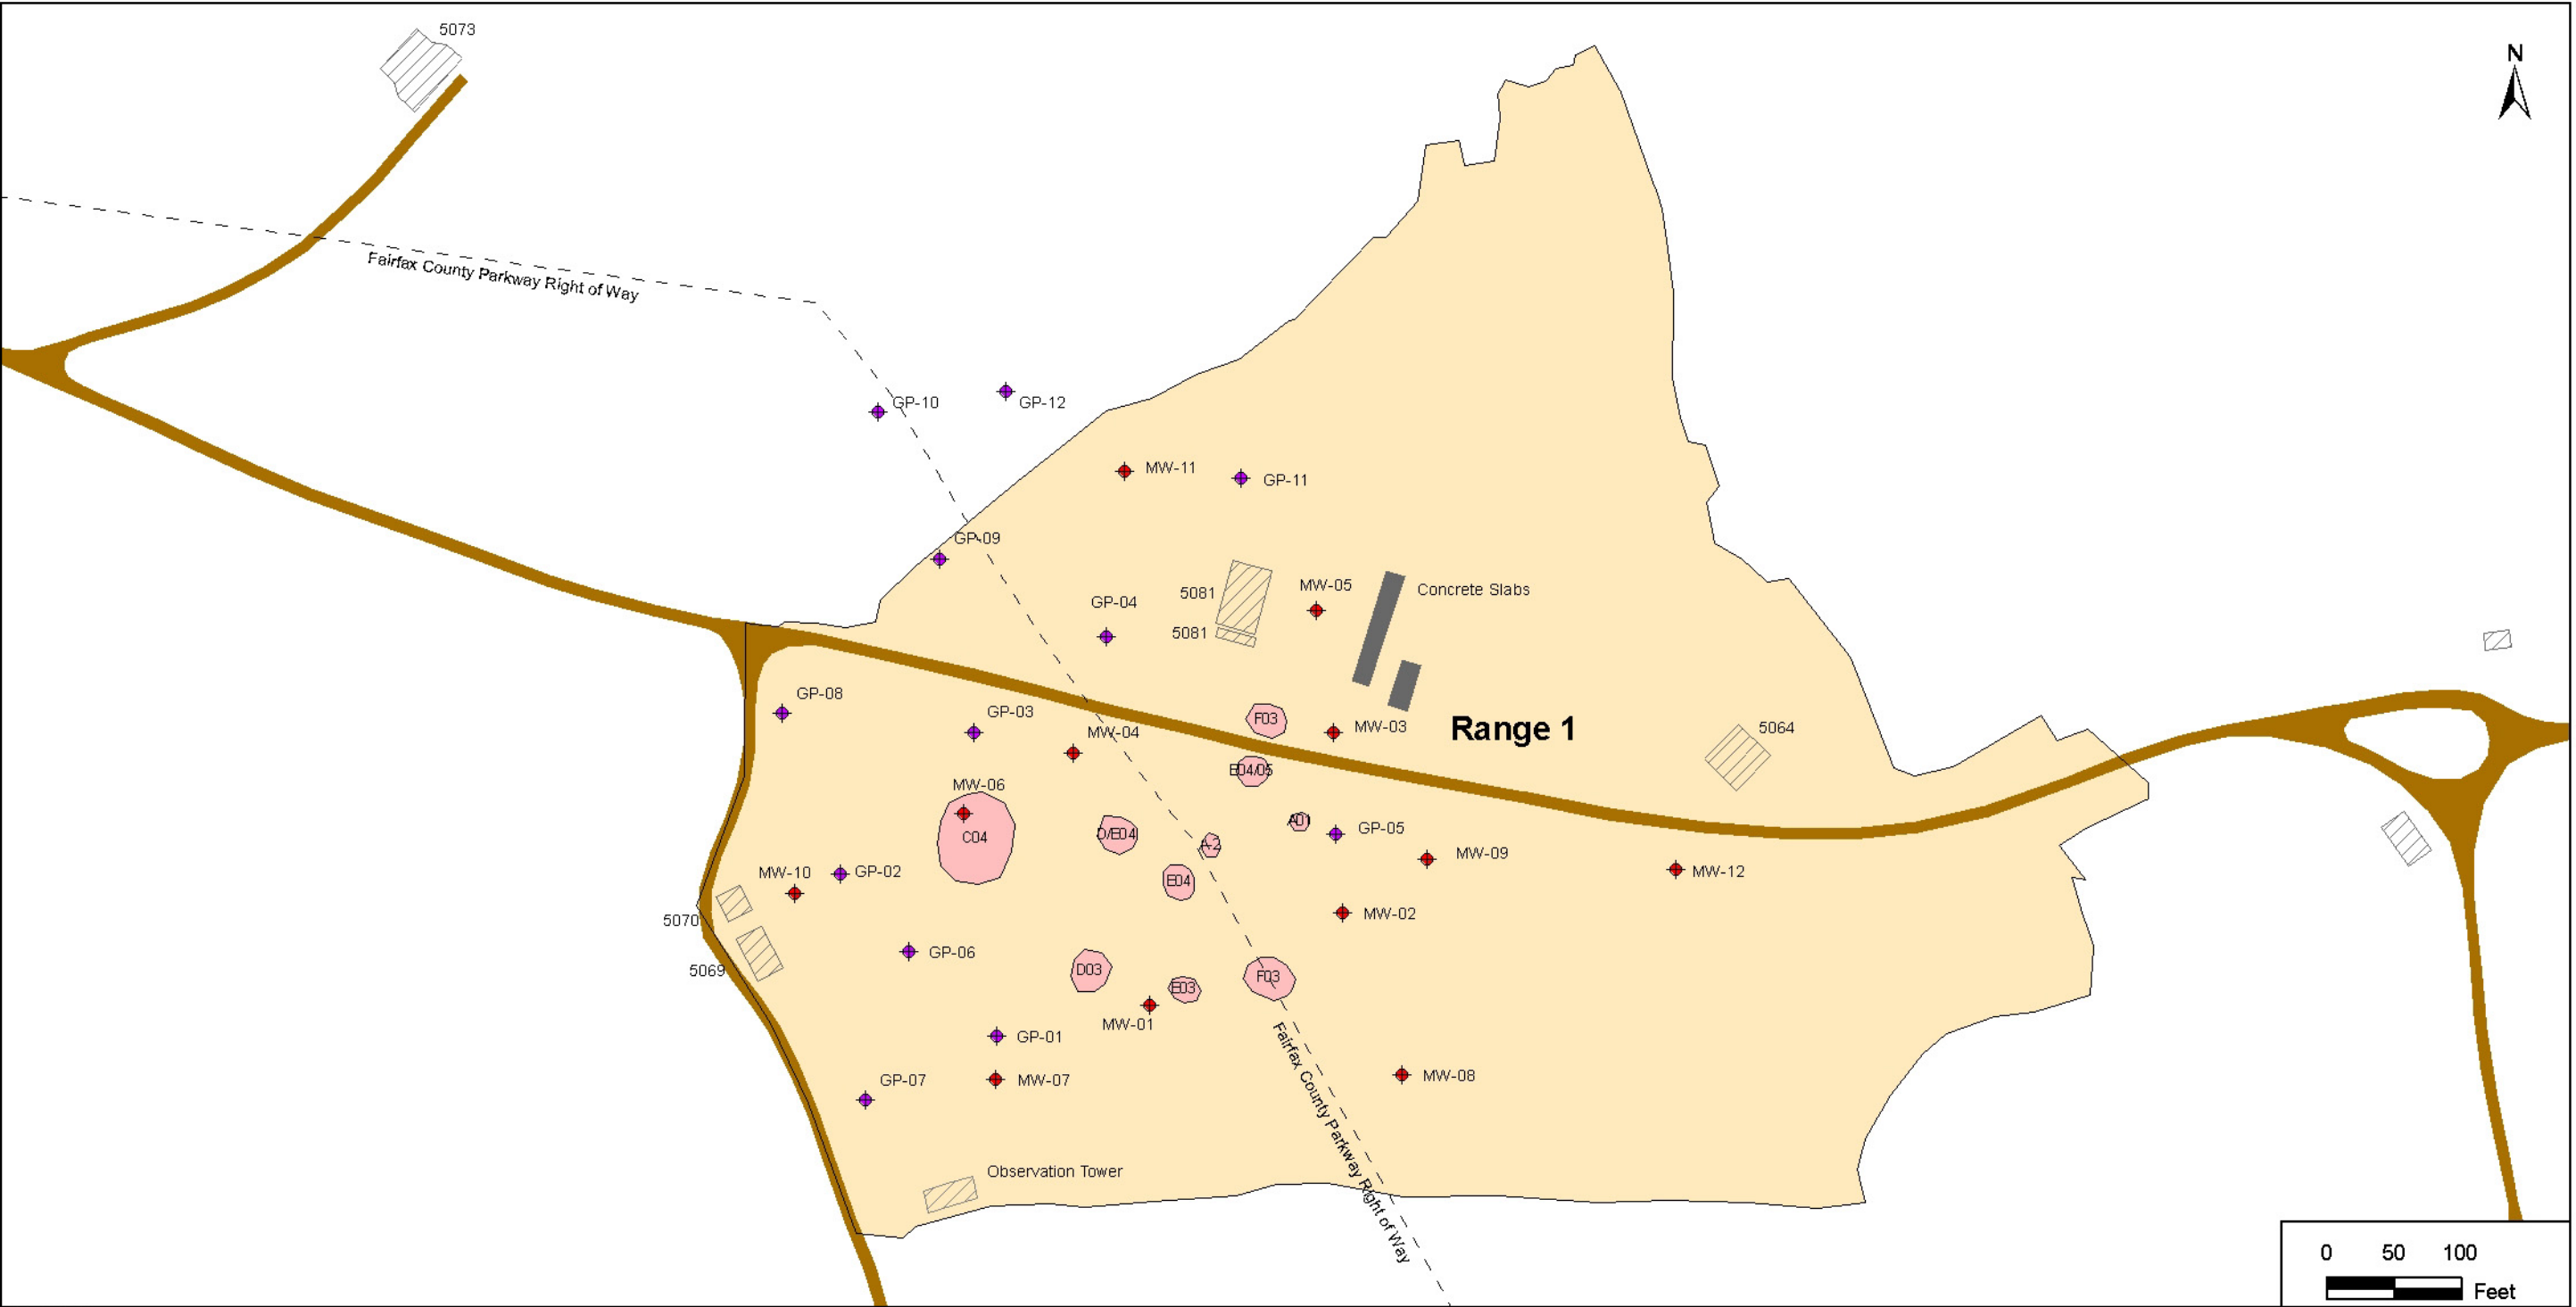 5073
N
Fairfax County Parkway Right of Way
GP-10
GP-12
MW-11
GP-11
GP-09
MW-05
Concrete Slabs
5081
GP-04
5081
GP-08
GP-03
F03
MW-03
Range 1
5064
MW-04
E04/05
MW-06
A01
GP-05
C04
D/E04
A-2
MW-09
MW-10
GP-02
E04
MW-12
MW-02
5070
GP-06
5069
D03
F03
E03
MW-01
GP-01
Fairfax County Parkway Right of Way
MW-08
GP-07
MW-07
Observation Tower
0 50 100
Feet